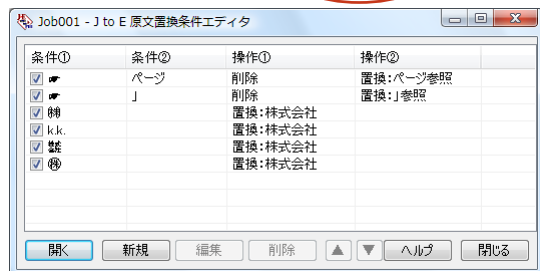 Job001 - J to E 原文置換条件エディタ
条件① 条件② 操作① 操作②
☛ ページ 削除 置換:ページ参照
☛ 」 削除 置換:」参照
㈱ 置換:株式会社
k.k. 置換:株式会社
㍿ 置換:株式会社
㊑ 置換:株式会社
開く 新規 編集 削除 ▲ ▼ ヘルプ 閉じる